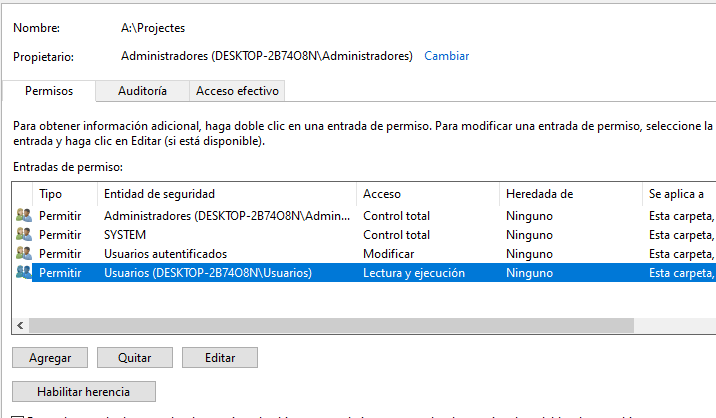 Nombre: A:\Projectes
Propietario: Administradores (DESKTOP-2B74O8N\Administradores) Cambiar
Permisos Auditoría Acceso efectivo
Para obtener información adicional, haga doble clic en una entrada de permiso. Para modificar una entrada de permiso, seleccione la
entrada y haga clic en Editar (si está disponible).
Entradas de permiso:
Tipo Entidad de seguridad Acceso Heredada de Se aplica a
Permitir Administradores (DESKTOP-2B74O8N\Admin... Control total Ninguno Esta carpeta,
Permitir SYSTEM Control total Ninguno Esta carpeta,
Permitir Usuarios autentificados Modificar Ninguno Esta carpeta,
Permitir Usuarios (DESKTOP-2B74O8N\Usuarios) Lectura y ejecución Ninguno Esta carpeta,
Agregar Quitar Editar
Habilitar herencia